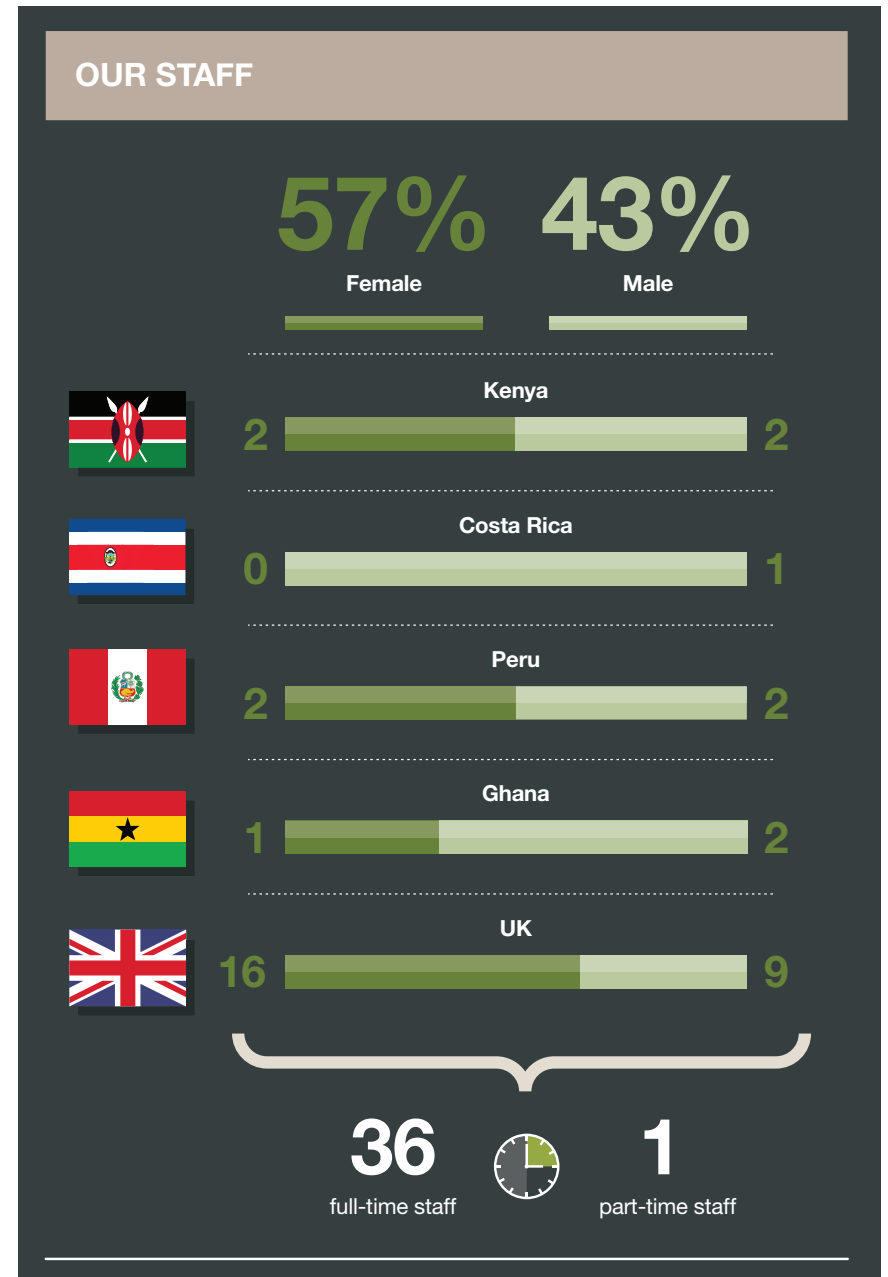 OUR STAFF
57% 43%
Female Male
Kenya
2 2
Costa Rica
0 1
Peru
2 2
Ghana
1 2
UK
16 9
36 1
full-time staff part-time staff